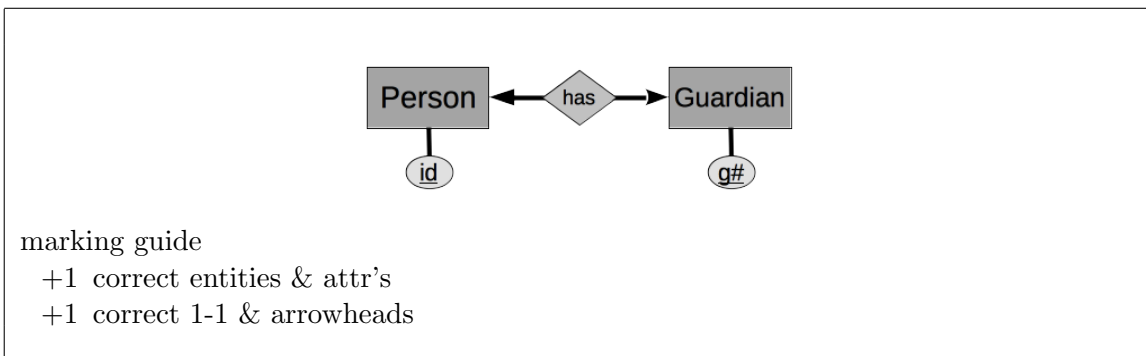 Person has Guardian
id g#
marking guide
+1 correct entities & attr's
+1 correct 1-1 & arrowheads